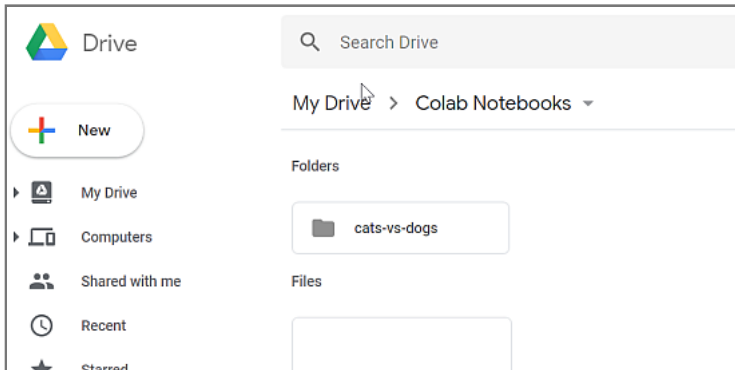 Drive
Search Drive
My Drive > Colab Notebooks
New
Folders
My Drive
cats-vs-dogs
Computers
Shared with me
Files
Recent
Starred